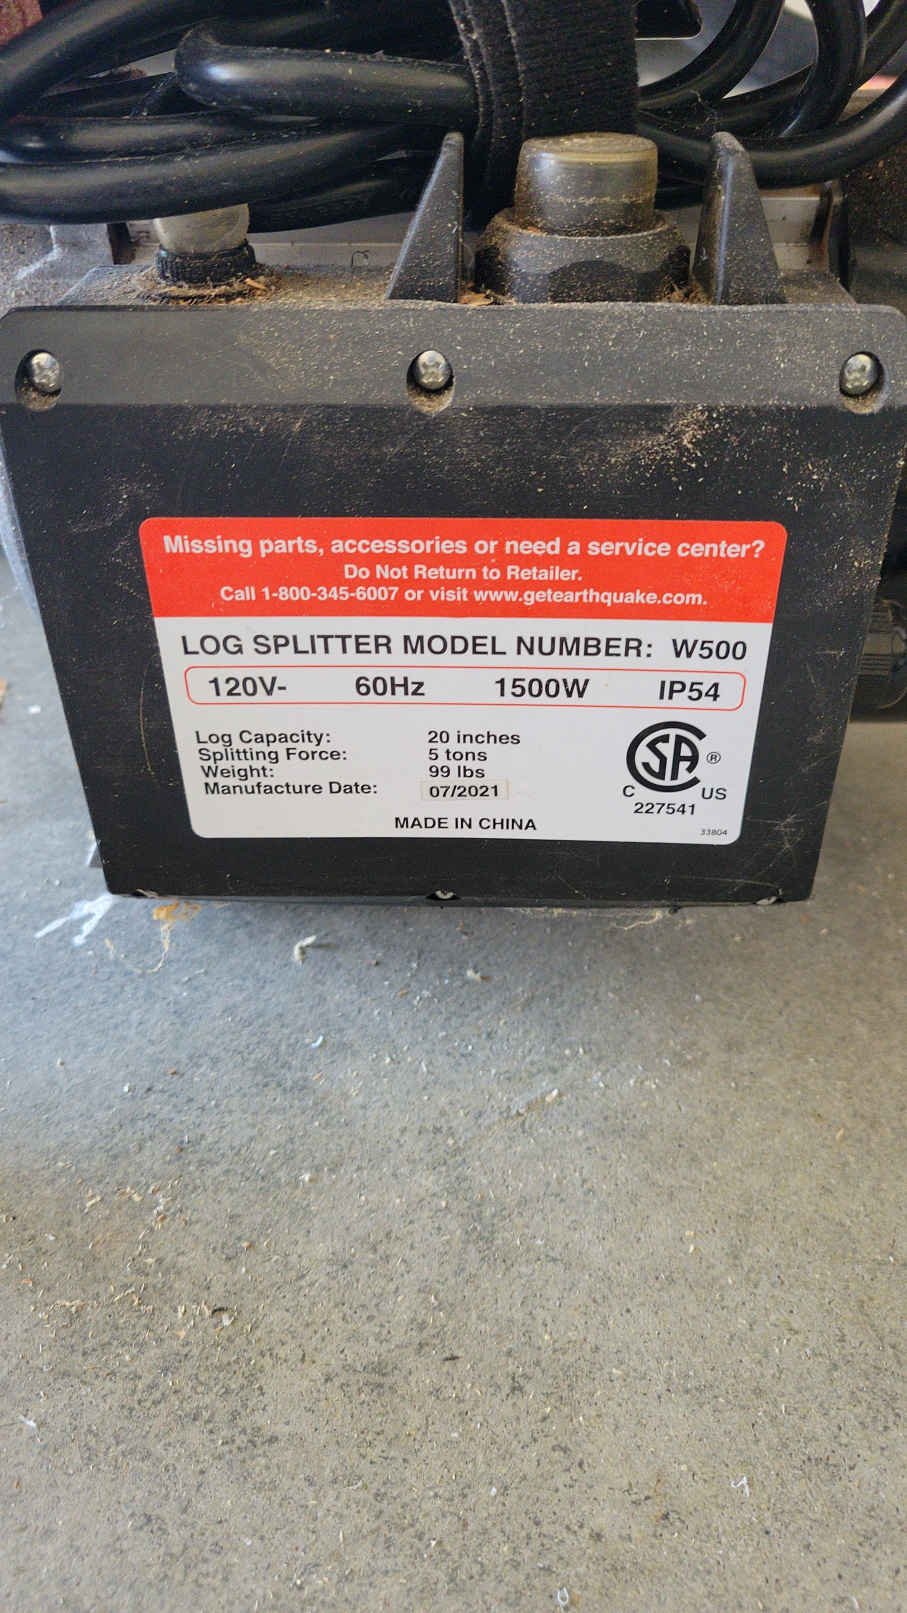 Missing parts, accessories or need a service center?
Do Not Return to Retailer.
Call 1-800-345-6007 or visit www.getearthquake.com.
LOG SPLITTER MODEL NUMBER: W500
120V- 60Hz 1500W IP54
Log Capacity: 20 inches
Splitting Force: 5 tons
Weight: 99 lbs
Manufacture Date: 07/2021
CSA ®
C US
227541
MADE IN CHINA
33804